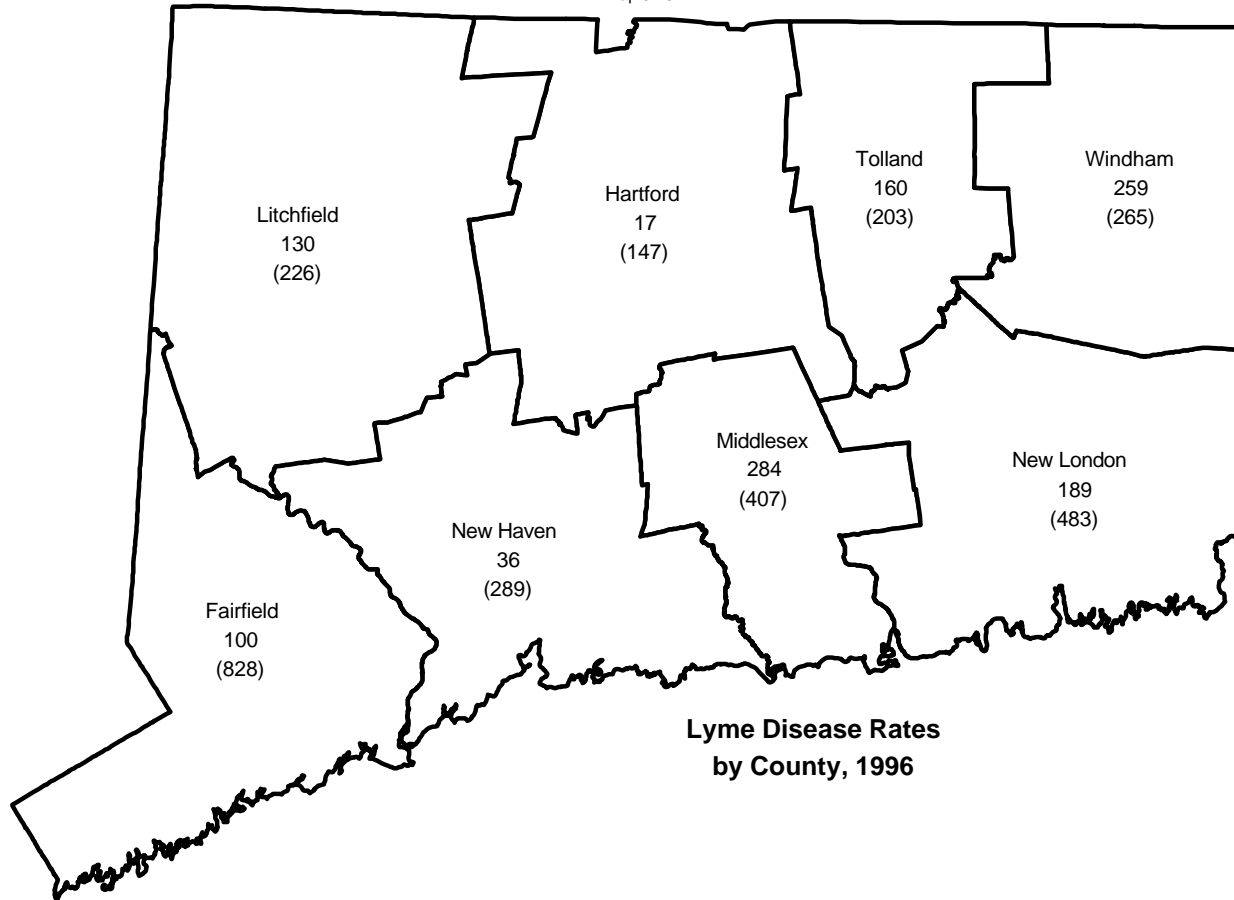 Litchfield
130
(226)
Hartford
17
(147)
Tolland
160
(203)
Windham
259
(265)
Fairfield
100
(828)
New Haven
36
(289)
Middlesex
284
(407)
New London
189
(483)
Lyme Disease Rates
by County, 1996